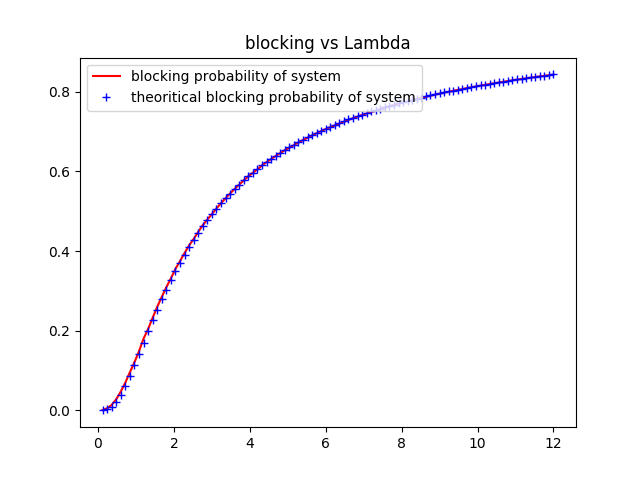 blocking vs Lambda
blocking probability of system
theoritical blocking probability of system
0.8
0.6
0.4
0.2
0.0
0 2 4 6 8 10 12